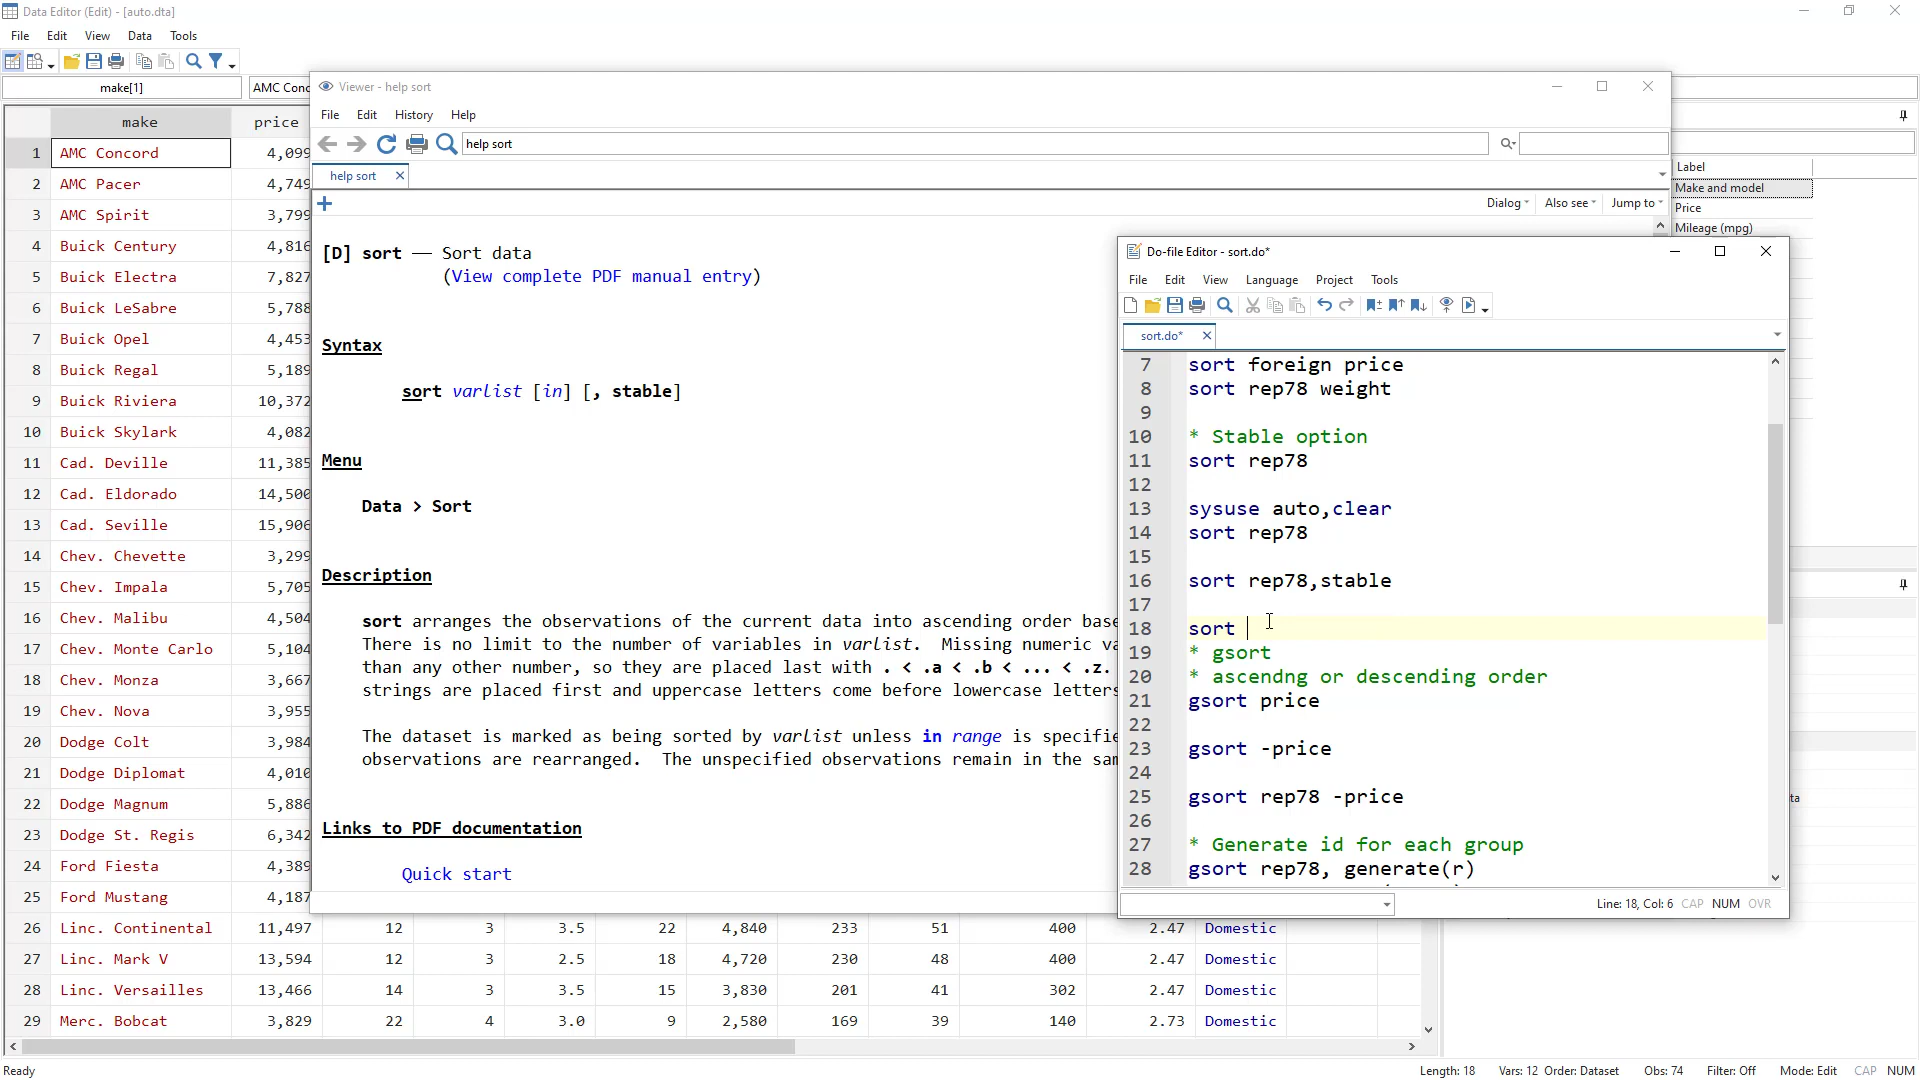 Data Editor (Edit) - [auto.dta]
File Edit View Data Tools
make[1] AMC Conc
make price
1 AMC Concord 4,099
2 AMC Pacer 4,749
3 AMC Spirit 3,799
4 Buick Century 4,816
5 Buick Electra 7,827
6 Buick LeSabre 5,788
7 Buick Opel 4,453
8 Buick Regal 5,189
9 Buick Riviera 10,372
10 Buick Skylark 4,082
11 Cad. Deville 11,385
12 Cad. Eldorado 14,500
13 Cad. Seville 15,906
14 Chev. Chevette 3,299
15 Chev. Impala 5,705
16 Chev. Malibu 4,504
17 Chev. Monte Carlo 5,104
18 Chev. Monza 3,667
19 Chev. Nova 3,955
20 Dodge Colt 3,984
21 Dodge Diplomat 4,010
22 Dodge Magnum 5,886
23 Dodge St. Regis 6,342
24 Ford Fiesta 4,389
25 Ford Mustang 4,187
26 Linc. Continental 11,497 12 3 3.5 22 4,840 233 51 400 2.47 Domestic
27 Linc. Mark V 13,594 12 3 2.5 18 4,720 230 48 400 2.47 Domestic
28 Linc. Versailles 13,466 14 3 3.5 15 3,830 201 41 302 2.47 Domestic
29 Merc. Bobcat 3,829 22 4 3.0 9 2,580 169 39 140 2.73 Domestic
Viewer - help sort
File Edit History Help
help sort
help sort
Dialog Also see Jump to
[D] sort — Sort data
(View complete PDF manual entry)
Syntax
sort varlist [in] [, stable]
Menu
Data > Sort
Description
sort arranges the observations of the current data into ascending order base
There is no limit to the number of variables in varlist. Missing numeric va
than any other number, so they are placed last with . < .a < .b < ... < .z.
strings are placed first and uppercase letters come before lowercase letters
The dataset is marked as being sorted by varlist unless in range is specifie
observations are rearranged. The unspecified observations remain in the sam
Links to PDF documentation
Quick start
Label
Make and model
Price
Mileage (mpg)
ta
Do-file Editor - sort.do*
File Edit View Language Project Tools
sort.do*
7 sort foreign price
8 sort rep78 weight
9
10 * Stable option
11 sort rep78
12
13 sysuse auto,clear
14 sort rep78
15
16 sort rep78,stable
17
18 sort
19 * gsort
20 * ascendng or descending order
21 gsort price
22
23 gsort -price
24
25 gsort rep78 -price
26
27 * Generate id for each group
28 gsort rep78, generate(r)
Line: 18, Col: 6 CAP NUM OVR
Ready Length: 18 Vars: 12 Order: Dataset Obs: 74 Filter: Off Mode: Edit CAP NUM